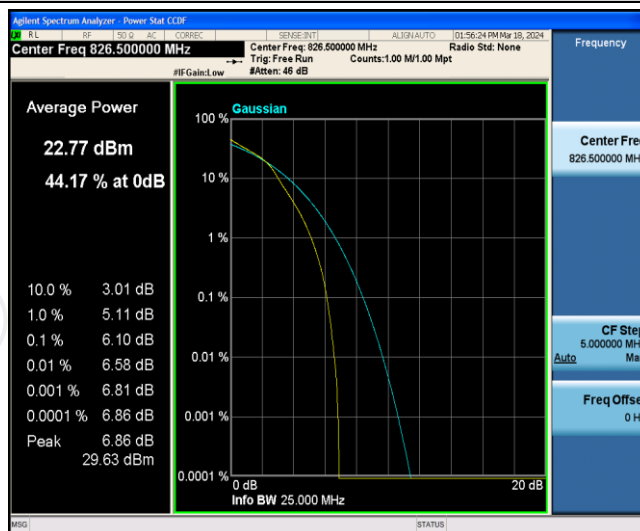 Agilent Spectrum Analyzer - Power Stat CCDF
RL RF 50 Ω AC CORREC SENSE:INT ALIGNAUTO 01:56:24 PM Mar 18, 2024
Center Freq 826.500000 MHz
Center Freq: 826.500000 MHz Radio Std: None
Trig: Free Run Counts:1.00 M/1.00 Mpt
#IFGain:Low #Atten: 46 dB
Frequency
Average Power
22.77 dBm
44.17 % at 0dB
10.0 % 3.01 dB
1.0 % 5.11 dB
0.1 % 6.10 dB
0.01 % 6.58 dB
0.001 % 6.81 dB
0.0001 % 6.86 dB
Peak 6.86 dB
29.63 dBm
Gaussian
100 %
10 %
1 %
0.1 %
0.01 %
0.001 %
0.0001 %
0 dB 20 dB
Info BW 25.000 MHz
Center Fre
826.500000 MH
CF Step
5.000000 MH
Auto Ma
Freq Offse
0 H
MSG STATUS